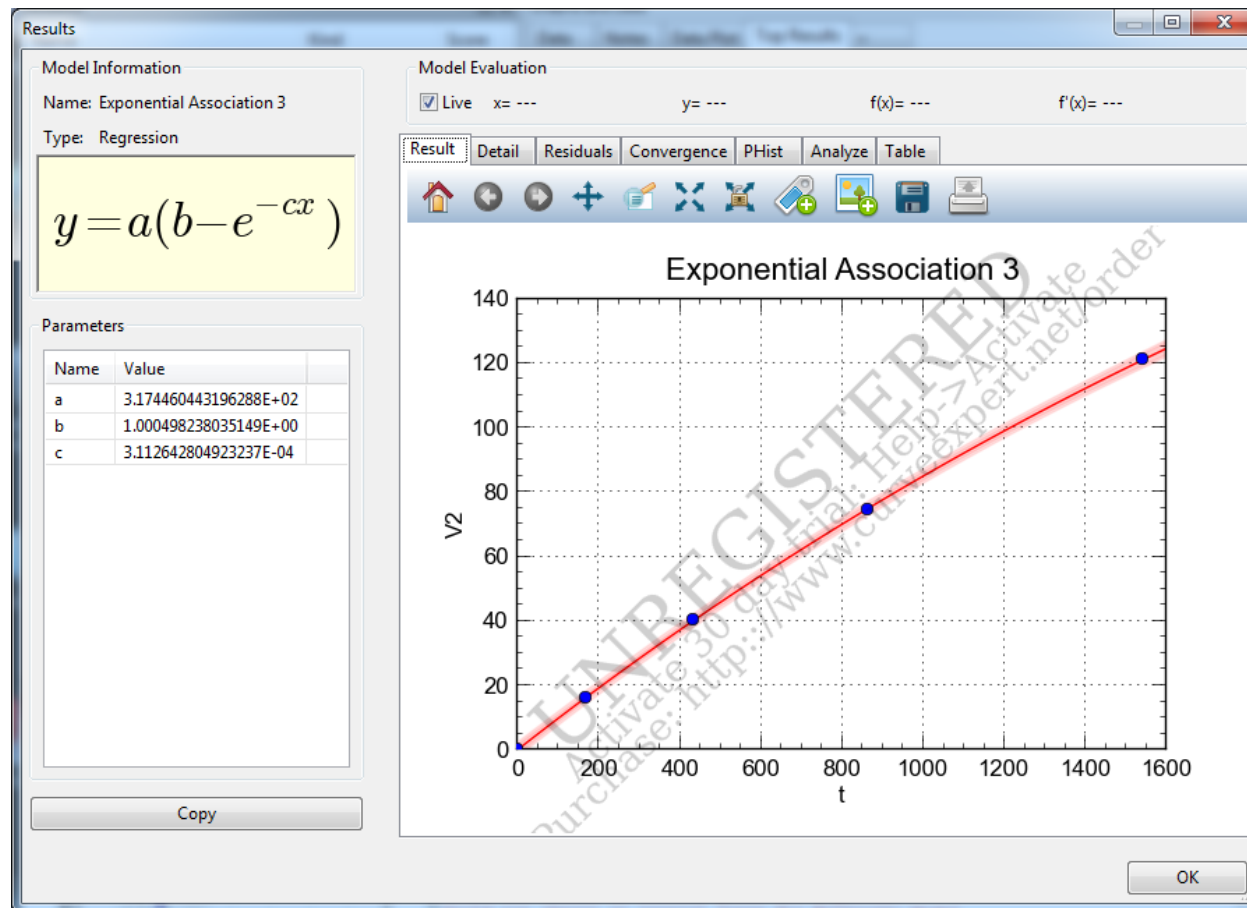 Results
Model Information
Name: Exponential Association 3
Type: Regression
y=a(b−e^{−cx})
Parameters
Name Value
a 3.174460443196288E+02
b 1.000498238035149E+00
c 3.112642804923237E-04
Copy
Model Evaluation
Live x= --- y= --- f(x)= --- f'(x)= ---
Result Detail Residuals Convergence PHist Analyze Table
Exponential Association 3
140
120
100
80
60
40
20
0
V2
0 200 400 600 800 1000 1200 1400 1600
t
UNREGISTERED
Activate 30 day trial: Help->Activate
Purchase: http://www.curveexpert.net/order
OK